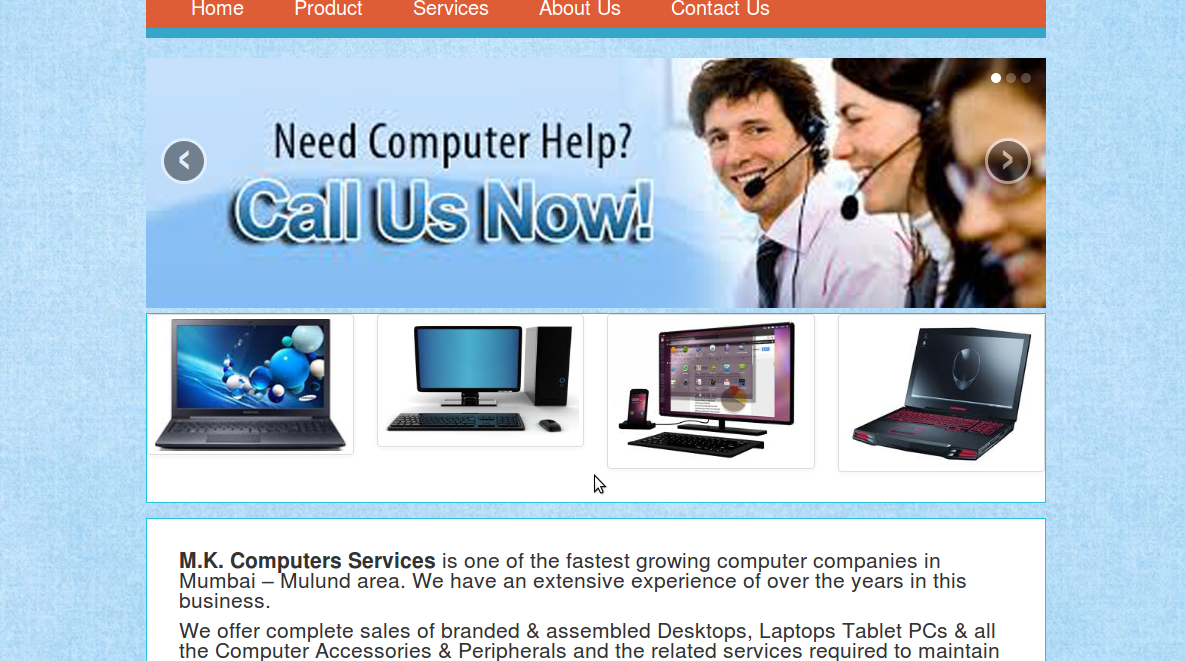 Home Product Services About Us Contact Us
Need Computer Help?
Call Us Now!
M.K. Computers Services is one of the fastest growing computer companies in
Mumbai – Mulund area. We have an extensive experience of over the years in this
business.
We offer complete sales of branded & assembled Desktops, Laptops Tablet PCs & all
the Computer Accessories & Peripherals and the related services required to maintain